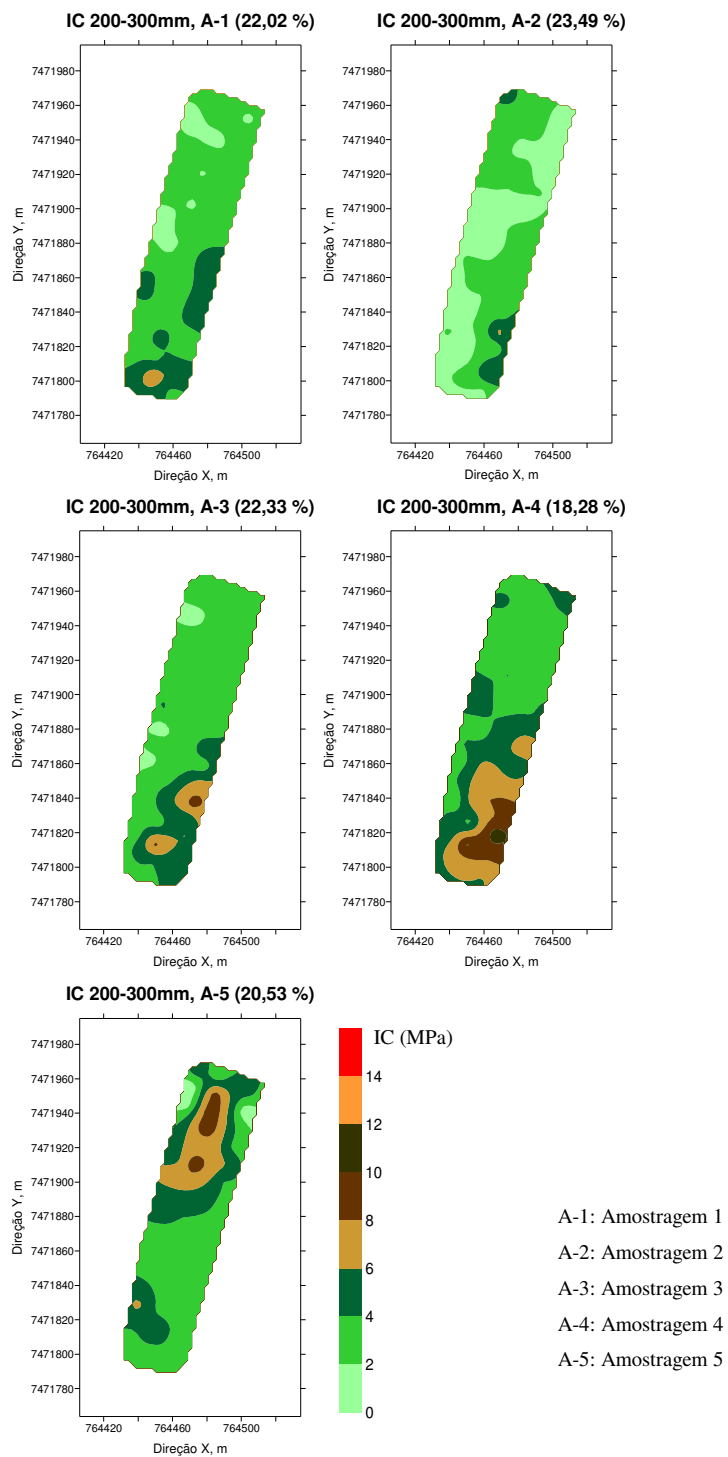 IC 200-300mm, A-1 (22,02 %)
7471980
7471960
7471940
7471920
7471900
7471880
7471860
7471840
7471820
7471800
7471780
Direção Y, m
764420 764460 764500
Direção X, m
IC 200-300mm, A-2 (23,49 %)
7471980
7471960
7471940
7471920
7471900
7471880
7471860
7471840
7471820
7471800
7471780
Direção Y, m
764420 764460 764500
Direção X, m
IC 200-300mm, A-3 (22,33 %)
7471980
7471960
7471940
7471920
7471900
7471880
7471860
7471840
7471820
7471800
7471780
Direção Y, m
764420 764460 764500
Direção X, m
IC 200-300mm, A-4 (18,28 %)
7471980
7471960
7471940
7471920
7471900
7471880
7471860
7471840
7471820
7471800
7471780
Direção Y, m
764420 764460 764500
Direção X, m
IC 200-300mm, A-5 (20,53 %)
7471980
7471960
7471940
7471920
7471900
7471880
7471860
7471840
7471820
7471800
7471780
Direção Y, m
764420 764460 764500
Direção X, m
IC (MPa)
14
12
10
8
6
4
2
0
A-1: Amostragem 1
A-2: Amostragem 2
A-3: Amostragem 3
A-4: Amostragem 4
A-5: Amostragem 5